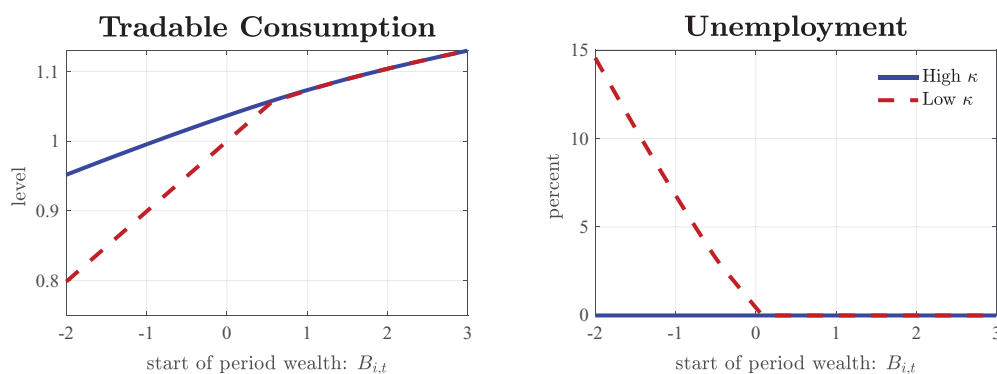 Tradable Consumption
1.1
1
0.9
0.8
level
-2 -1 0 1 2 3
start of period wealth: B_{i,t}
Unemployment
15
10
5
0
percent
High κ
Low κ
-2 -1 0 1 2 3
start of period wealth: B_{i,t}